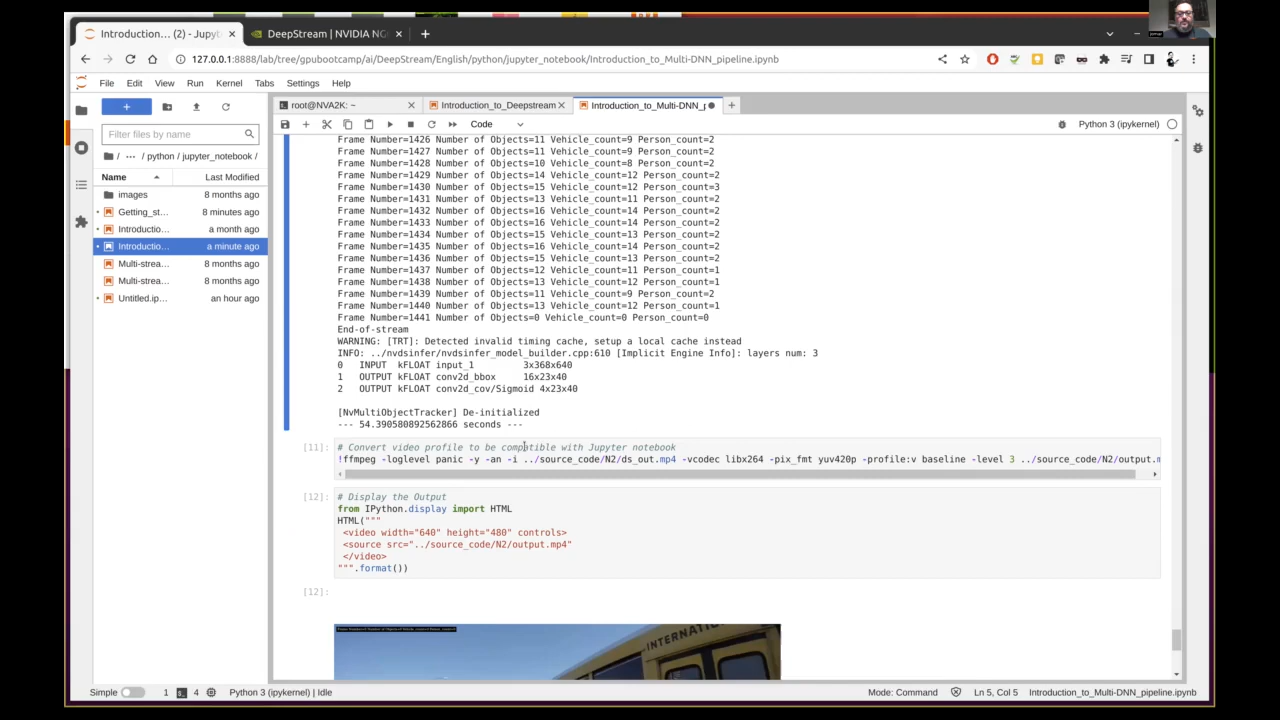 Introduction... (2) - Jupyt
DeepStream | NVIDIA NG
127.0.0.1:8888/lab/tree/gpubootcamp/ai/DeepStream/English/python/jupyter_notebook/Introduction_to_Multi-DNN_pipeline.ipynb
File Edit View Run Kernel Tabs Settings Help
root@NVA2K: ~
Introduction_to_Deepstream
Introduction_to_Multi-DNN_p
Filter files by name
Code
Python 3 (ipykernel)
/ ... / python / jupyter_notebook /
Name Last Modified
images 8 months ago
Getting_st... 8 minutes ago
Introductio... a month ago
Introductio... a minute ago
Multi-strea... 8 months ago
Multi-strea... 8 months ago
Untitled.ip... an hour ago
Frame Number=1426 Number of Objects=11 Vehicle_count=9 Person_count=2
Frame Number=1427 Number of Objects=11 Vehicle_count=9 Person_count=2
Frame Number=1428 Number of Objects=10 Vehicle_count=8 Person_count=2
Frame Number=1429 Number of Objects=14 Vehicle_count=12 Person_count=2
Frame Number=1430 Number of Objects=15 Vehicle_count=12 Person_count=3
Frame Number=1431 Number of Objects=13 Vehicle_count=11 Person_count=2
Frame Number=1432 Number of Objects=16 Vehicle_count=14 Person_count=2
Frame Number=1433 Number of Objects=16 Vehicle_count=14 Person_count=2
Frame Number=1434 Number of Objects=15 Vehicle_count=13 Person_count=2
Frame Number=1435 Number of Objects=16 Vehicle_count=14 Person_count=2
Frame Number=1436 Number of Objects=15 Vehicle_count=13 Person_count=2
Frame Number=1437 Number of Objects=12 Vehicle_count=11 Person_count=1
Frame Number=1438 Number of Objects=13 Vehicle_count=12 Person_count=1
Frame Number=1439 Number of Objects=11 Vehicle_count=9 Person_count=2
Frame Number=1440 Number of Objects=13 Vehicle_count=12 Person_count=1
Frame Number=1441 Number of Objects=0 Vehicle_count=0 Person_count=0
End-of-stream
WARNING: [TRT]: Detected invalid timing cache, setup a local cache instead
INFO: ../nvdsinfer/nvdsinfer_model_builder.cpp:610 [Implicit Engine Info]: layers num: 3
0 INPUT kFLOAT input_1 3x368x640
1 OUTPUT kFLOAT conv2d_bbox 16x23x40
2 OUTPUT kFLOAT conv2d_cov/Sigmoid 4x23x40
[NvMultiObjectTracker] De-initialized
--- 54.390580892562866 seconds ---
[11]: # Convert video profile to be compatible with Jupyter notebook
!ffmpeg -loglevel panic -y -an -i ../source_code/N2/ds_out.mp4 -vcodec libx264 -pix_fmt yuv420p -profile:v baseline -level 3 ../source_code/N2/output.m
[12]: # Display the Output
from IPython.display import HTML
HTML("""
<video width="640" height="480" controls>
<source src="../source_code/N2/output.mp4"
</video>
""".format())
[12]:
INTERNATIO
Simple 1 4 Python 3 (ipykernel) | Idle Mode: Command Ln 5, Col 5 Introduction_to_Multi-DNN_pipeline.ipynb